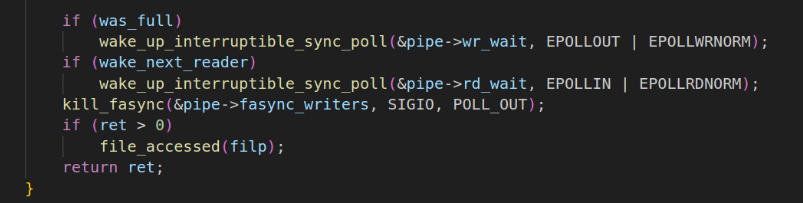 if (was_full)
wake_up_interruptible_sync_poll(&pipe->wr_wait, EPOLLOUT | EPOLLWRNORM);
if (wake_next_reader)
wake_up_interruptible_sync_poll(&pipe->rd_wait, EPOLLIN | EPOLLRDNORM);
kill_fasync(&pipe->fasync_writers, SIGIO, POLL_OUT);
if (ret > 0)
file_accessed(filp);
return ret;
}